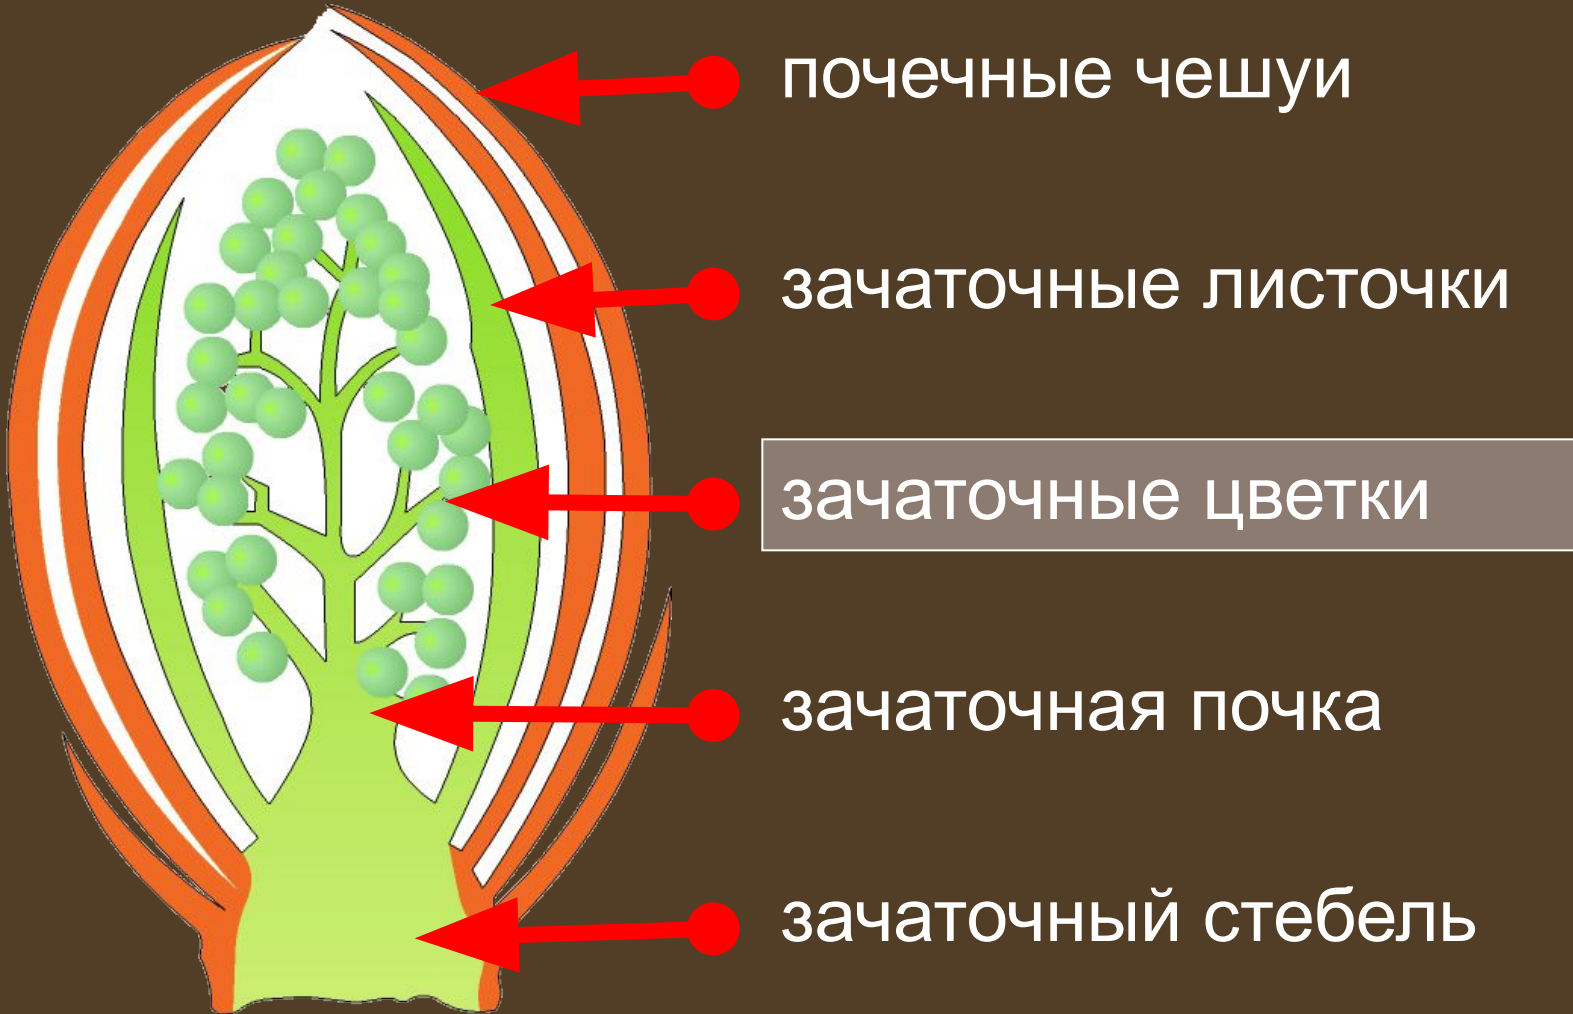 почечные чешуи
зачаточные листочки
зачаточные цветки
зачаточная почка
зачаточный стебель